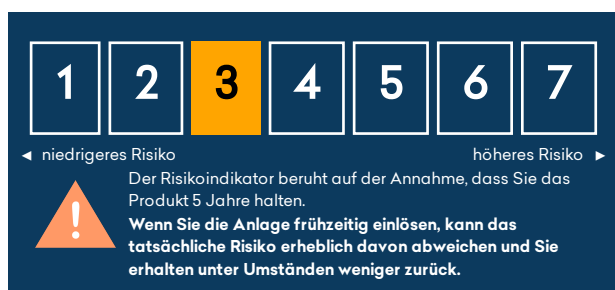 1 2 3 4 5 6 7
◄ niedrigeres Risiko höheres Risiko ►
Der Risikoindikator beruht auf der Annahme, dass Sie das
Produkt 5 Jahre halten.
Wenn Sie die Anlage frühzeitig einlösen, kann das
tatsächliche Risiko erheblich davon abweichen und Sie
erhalten unter Umständen weniger zurück.
!